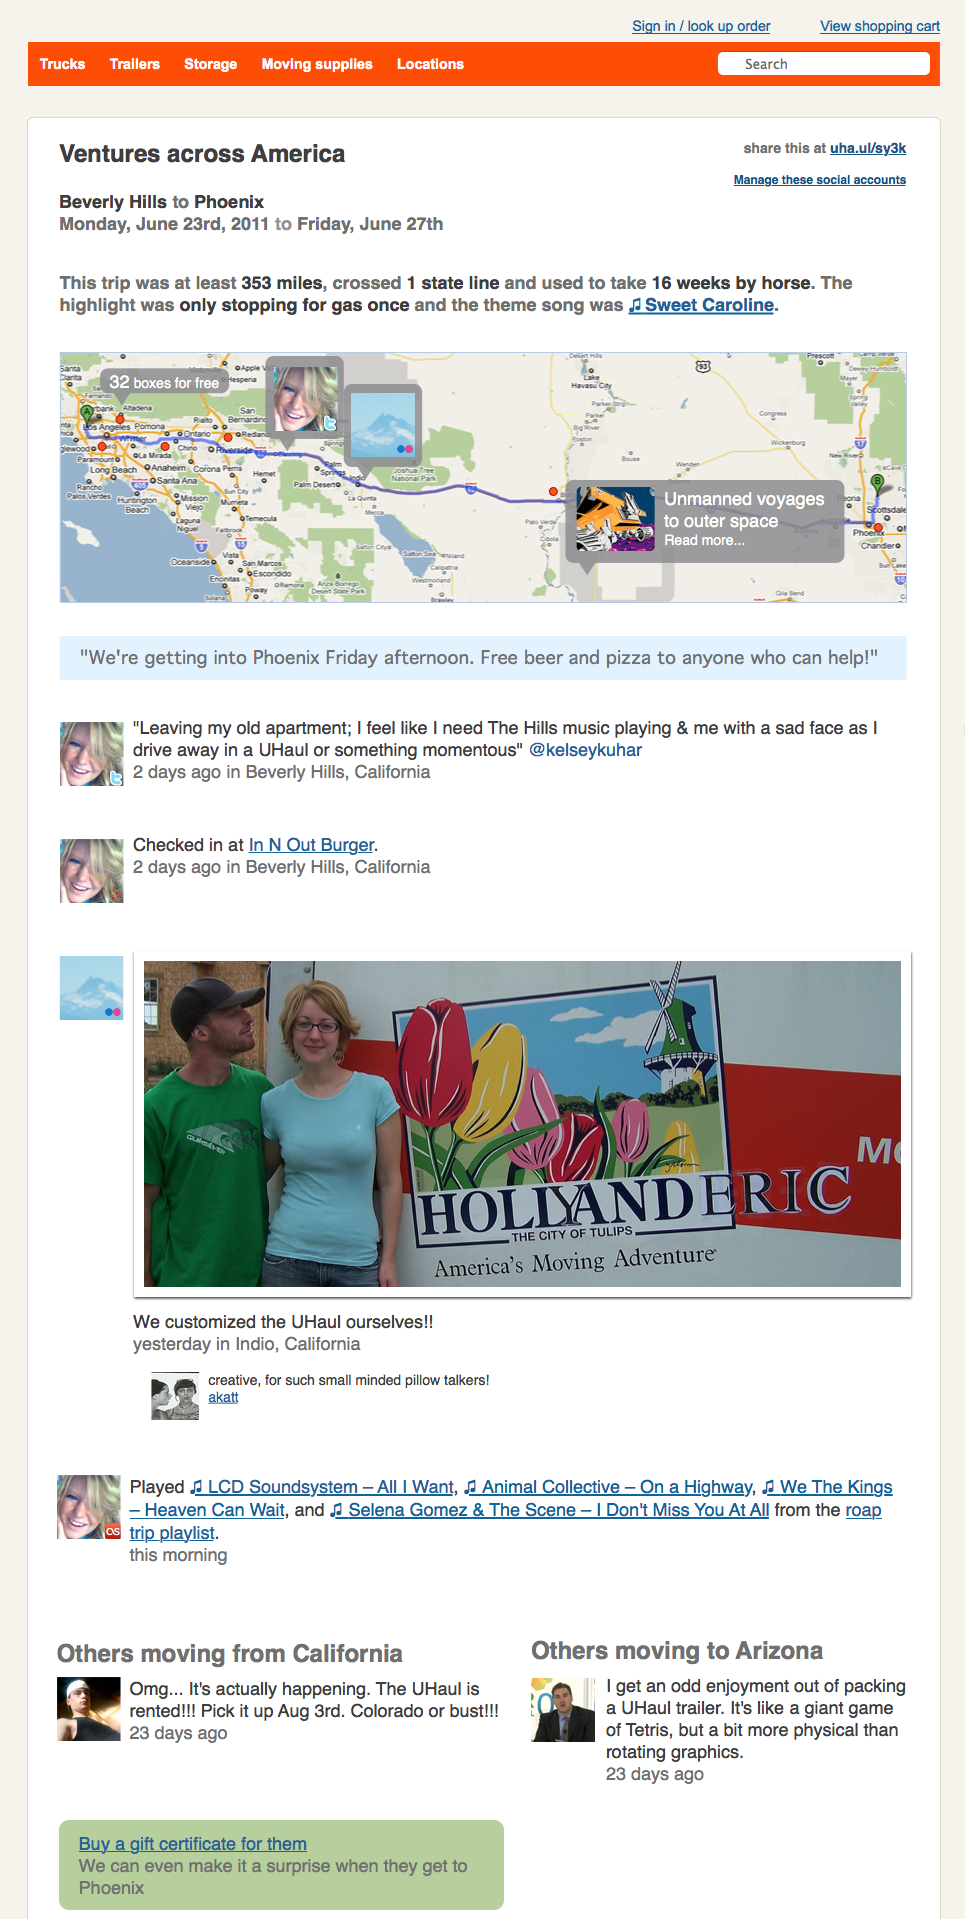 Sign in / look up order View shopping cart
Trucks Trailers Storage Moving supplies Locations Search
Ventures across America
share this at uha.ul/sy3k
Manage these social accounts
Beverly Hills to Phoenix
Monday, June 23rd, 2011 to Friday, June 27th
This trip was at least 353 miles, crossed 1 state line and used to take 16 weeks by horse. The
highlight was only stopping for gas once and the theme song was ♫ Sweet Caroline.
32 boxes for free
Unmanned voyages
to outer space
Read more...
"We're getting into Phoenix Friday afternoon. Free beer and pizza to anyone who can help!"
"Leaving my old apartment; I feel like I need The Hills music playing & me with a sad face as I
drive away in a UHaul or something momentous" @kelseykuhar
2 days ago in Beverly Hills, California
Checked in at In N Out Burger.
2 days ago in Beverly Hills, California
MO
HOLLYANDERIC
THE CITY OF TULIPS
America's Moving Adventure
We customized the UHaul ourselves!!
yesterday in Indio, California
creative, for such small minded pillow talkers!
akatt
Played ♫ LCD Soundsystem – All I Want, ♫ Animal Collective – On a Highway, ♫ We The Kings
– Heaven Can Wait, and ♫ Selena Gomez & The Scene – I Don't Miss You At All from the roap
trip playlist.
this morning
Others moving from California
Omg... It's actually happening. The UHaul is
rented!!! Pick it up Aug 3rd. Colorado or bust!!!
23 days ago
Others moving to Arizona
I get an odd enjoyment out of packing
a UHaul trailer. It's like a giant game
of Tetris, but a bit more physical than
rotating graphics.
23 days ago
Buy a gift certificate for them
We can even make it a surprise when they get to
Phoenix